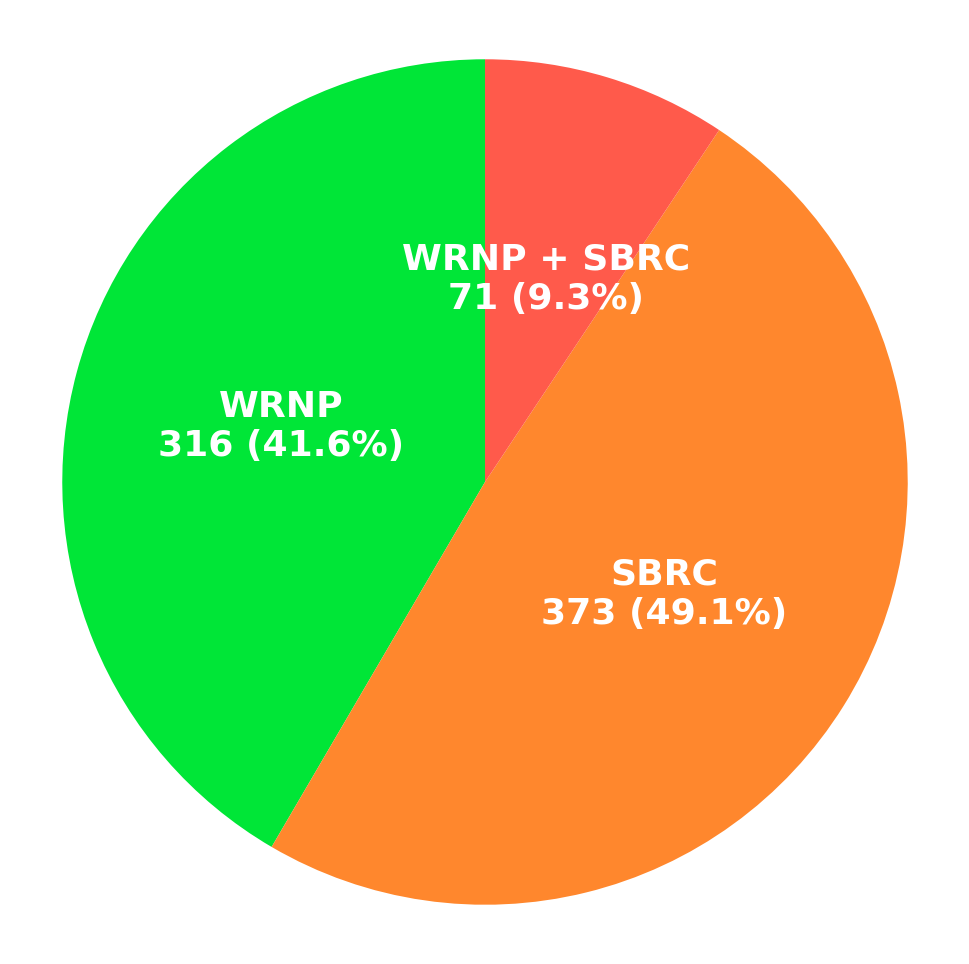 WRNP + SBRC
71 (9.3%)
WRNP
316 (41.6%)
SBRC
373 (49.1%)